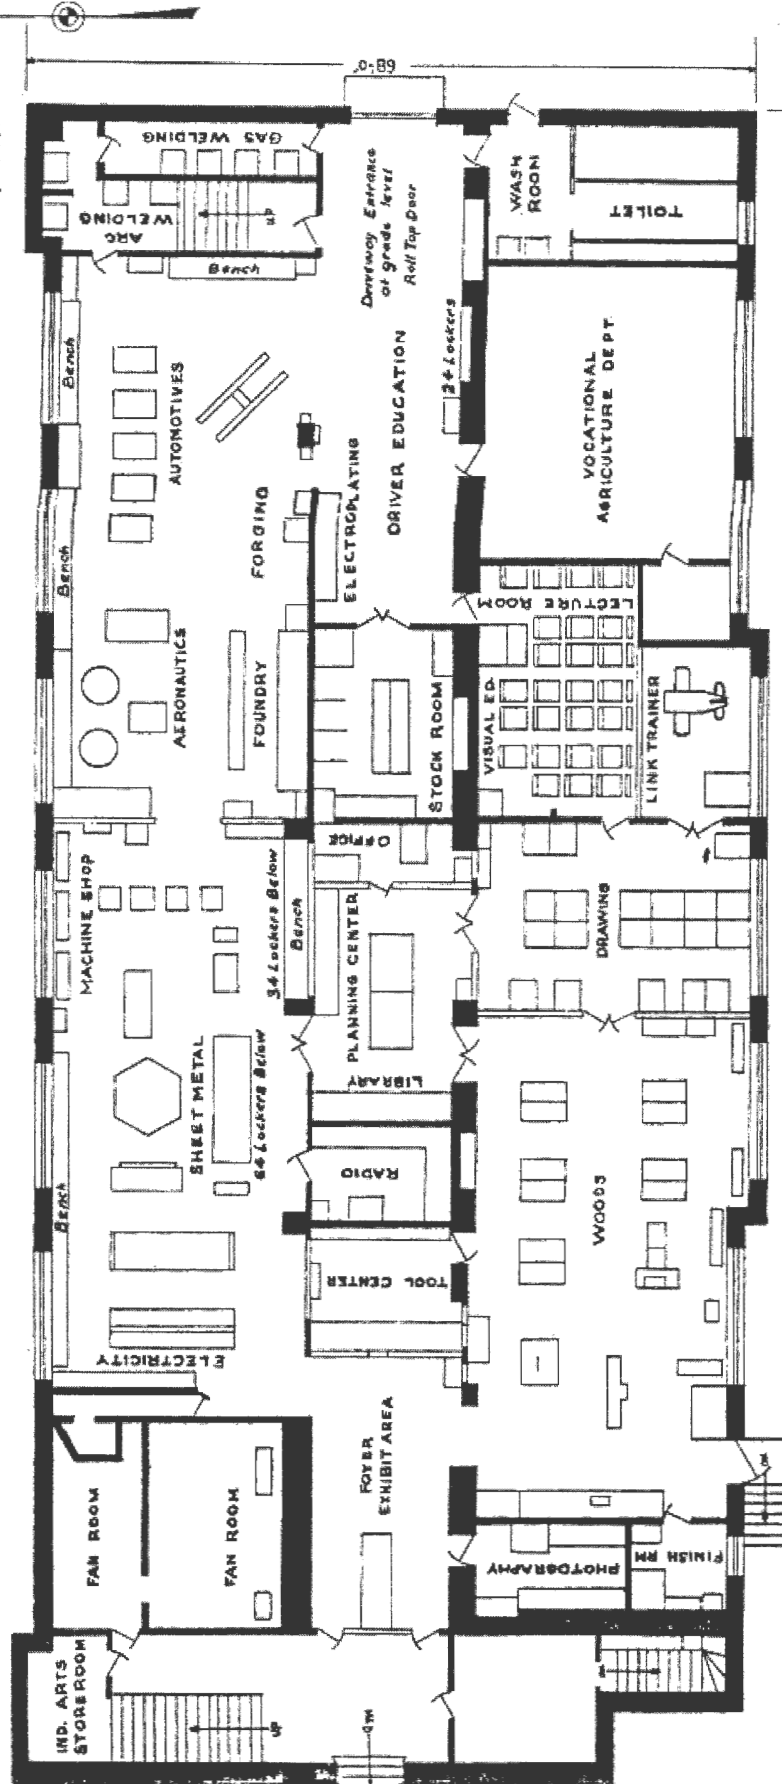 68'-0"
GAS WELDING
ARC
WELDING
UP
Bench
Driveway Entrance
at grade level
Roll Top Door
WASH
ROOM
TOILET
Bench
AUTOMOTIVES
24 Lockers
DRIVER EDUCATION
VOCATIONAL
AGRICULTURE DEPT.
ELECTROPLATING
FORGING
Bench
AERONAUTICS
FOUNDRY
STOCK ROOM
LECTURE ROOM
VISUAL ED.
LINK TRAINER
OFFICE
MACHINE SHOP
34 Lockers Below
Bench
PLANNING CENTER
LIBRARY
DRAWING
SHEET METAL
64 Lockers Below
RADIO
WOODS
Bench
TOOL CENTER
ELECTRICITY
FOYER
EXHIBIT AREA
FAN ROOM
FAN ROOM
PHOTOGRAPHY
FINISH RM
IND. ARTS
STOREROOM
UP